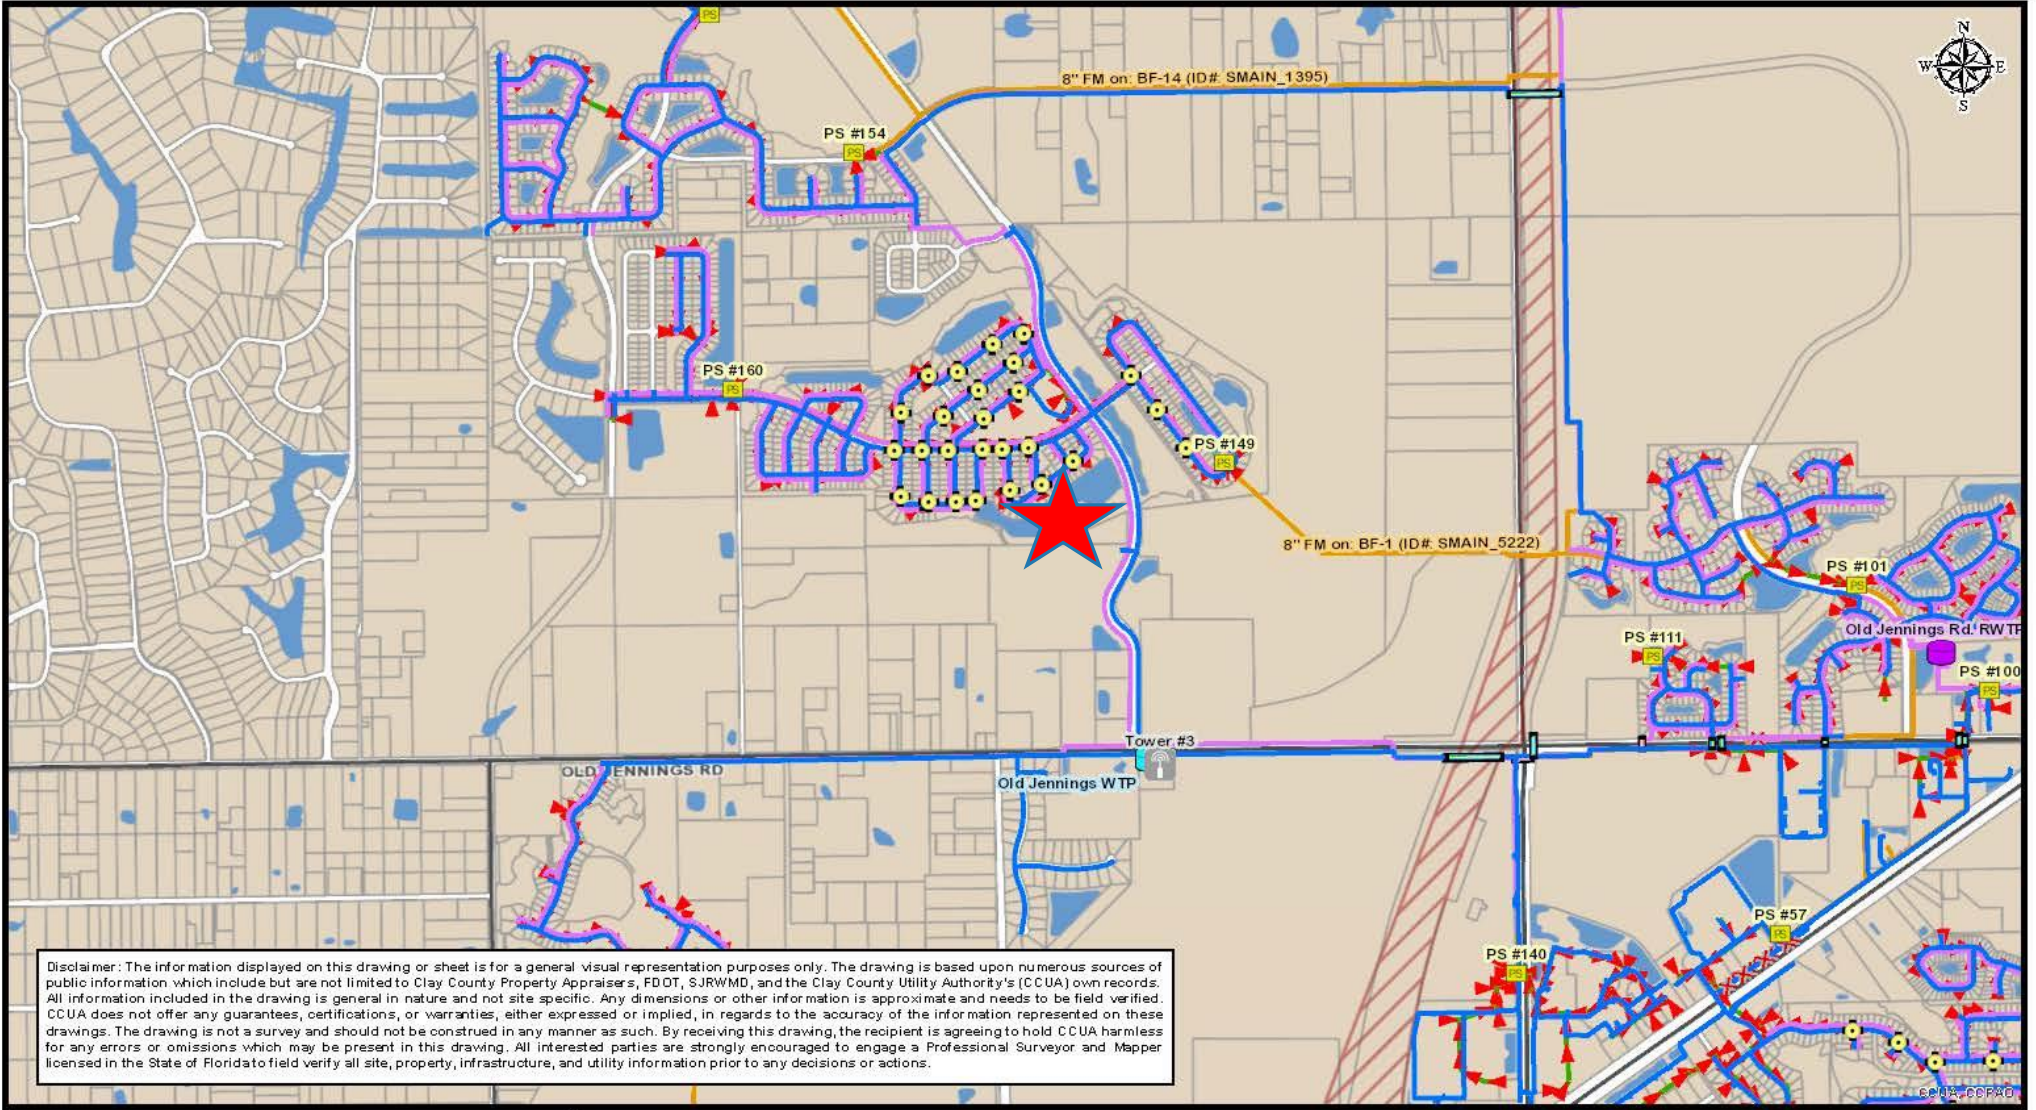 PS
N
W E
S
8" FM on: BF-14 (ID#: SMAIN_1395)
PS #154
PS
PS #160
PS
PS #149
PS
8" FM on: BF-1 (ID#: SMAIN_5222)
PS #101
PS
Old Jennings Rd. RWTP
PS #111
PS
PS #100
PS
Tower #3
OLD JENNINGS RD
Old Jennings WTP
PS #57
PS
PS #140
PS
Disclaimer: The information displayed on this drawing or sheet is for a general visual representation purposes only. The drawing is based upon numerous sources of
public information which include but are not limited to Clay County Property Appraisers, FDOT, SJRWMD, and the Clay County Utility Authority's (CCUA) own records.
All information included in the drawing is general in nature and not site specific. Any dimensions or other information is approximate and needs to be field verified.
CCUA does not offer any guarantees, certifications, or warranties, either expressed or implied, in regards to the accuracy of the information represented on these
drawings. The drawing is not a survey and should not be construed in any manner as such. By receiving this drawing, the recipient is agreeing to hold CCUA harmless
for any errors or omissions which may be present in this drawing. All interested parties are strongly encouraged to engage a Professional Surveyor and Mapper
licensed in the State of Florida to field verify all site, property, infrastructure, and utility information prior to any decisions or actions.
CCUA, CCPAO